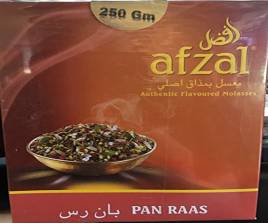 250 Gm
أفضل
afzal
معسل بمذاق أصلي
Authentic Flavoured Molasses
بان رس PAN RAAS